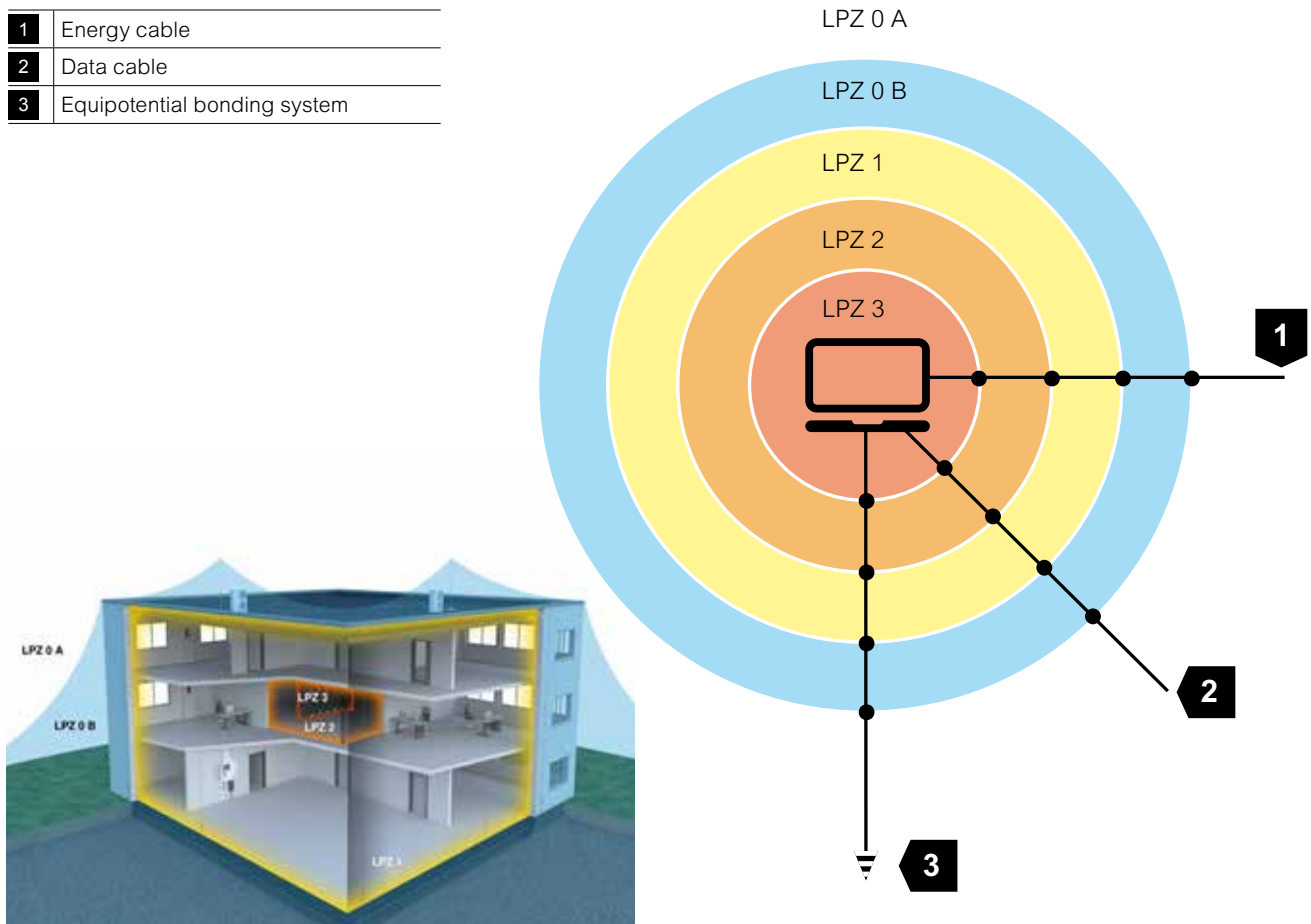 1 Energy cable
2 Data cable
3 Equipotential bonding system
LPZ 0 A
LPZ 0 B
LPZ 1
LPZ 2
LPZ 3
1
2
3
LPZ 0 A
LPZ 3
LPZ 0 B
LPZ 2
LPZ 1